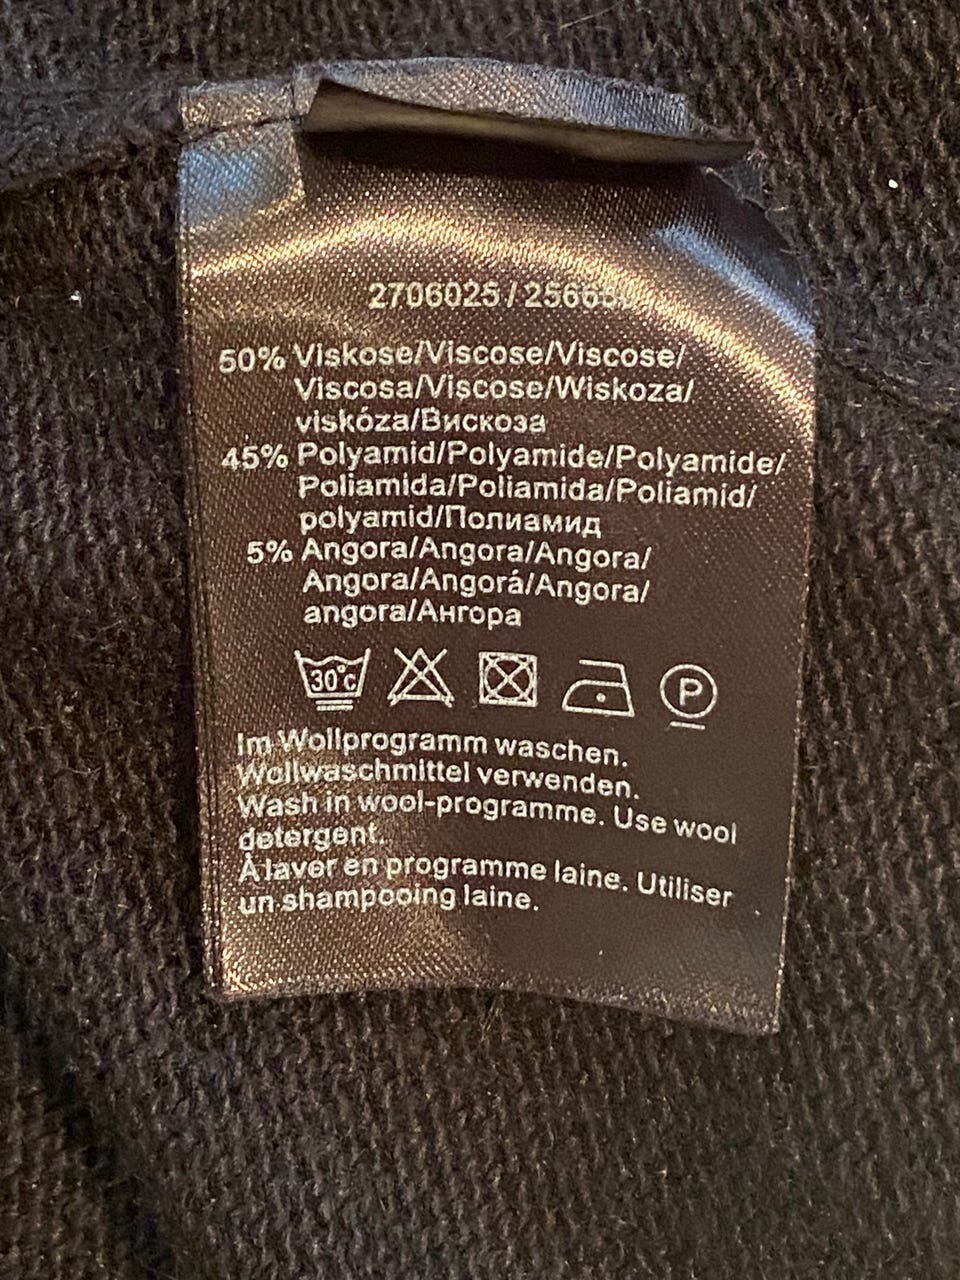 2706025 /
50% Viskose/Viscose/Viscose/
Viscosa/Viscose/Wiskoza/
viskóza/Вискоза
45% Polyamid/Polyamide/Polyamide/
Poliamida/Poliamida/Poliamid/
polyamid/Полиамид
5% Angora/Angora/Angora/
Angora/Angorá/Angora/
angora/Ангора
30°c P
Im Wollprogramm waschen.
Wollwaschmittel verwenden.
Wash in wool-programme. Use wool
detergent.
À laver en programme laine. Utiliser
un shampooing laine.